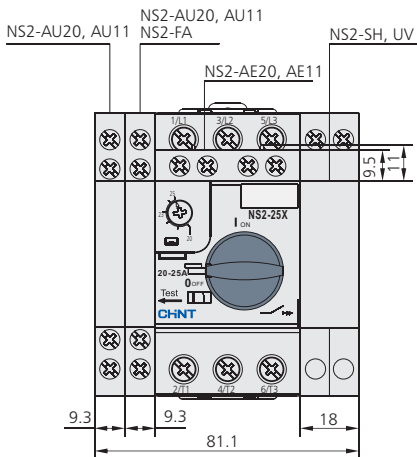 NS2-AU20, AU11
NS2-AU20, AU11
NS2-FA
NS2-SH, UV
NS2-AE20, AE11
1/L1 3/L2 5/L3
9.5
11
NS2-25X
25
23
20
I ON
20-25A
0OFF
Test
CHNT
2/T1 4/T2 6/T3
9.3
9.3
18
81.1